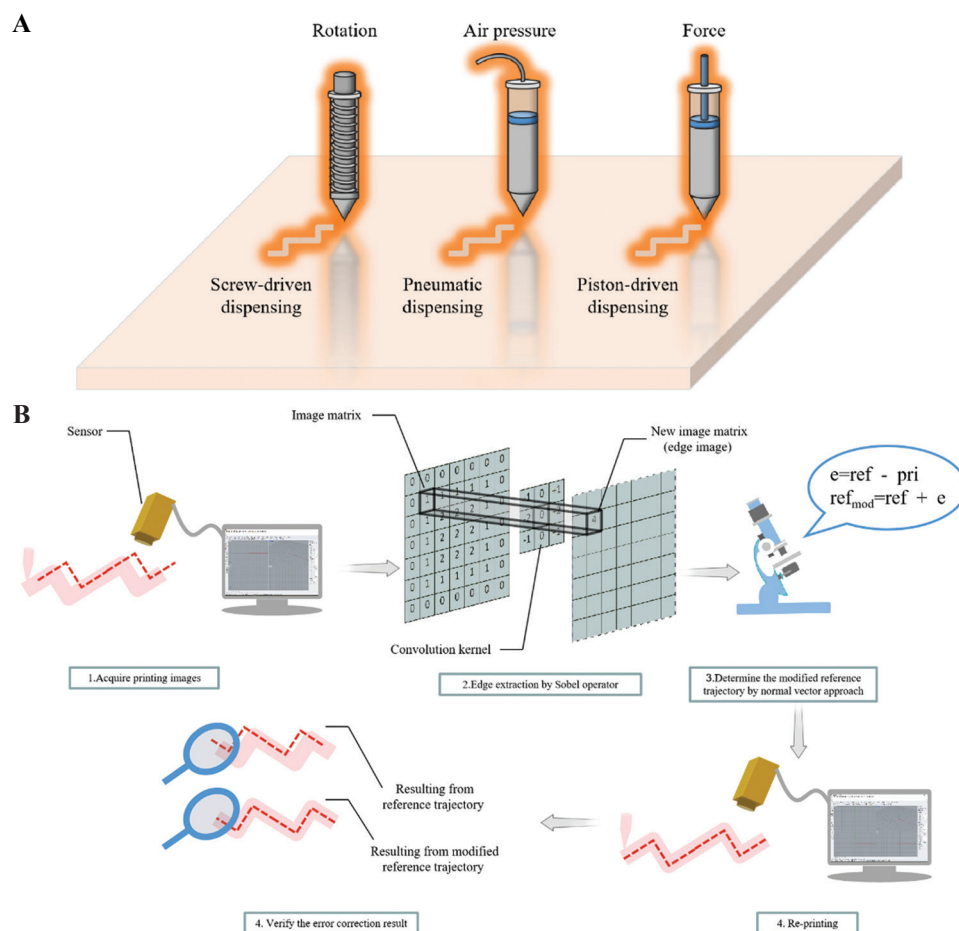 A
Rotation
Air pressure
Force
Screw-driven
dispensing
Pneumatic
dispensing
Piston-driven
dispensing
B
Sensor
Image matrix
New image matrix
(edge image)
Convolution kernel
e=ref - pri
refmod=ref + e
1.Acquire printing images
2.Edge extraction by Sobel operator
3.Determine the modified reference
trajectory by normal vector approach
Resulting from
reference trajectory
Resulting from modified
reference trajectory
4. Verify the error correction result
4. Re-printing